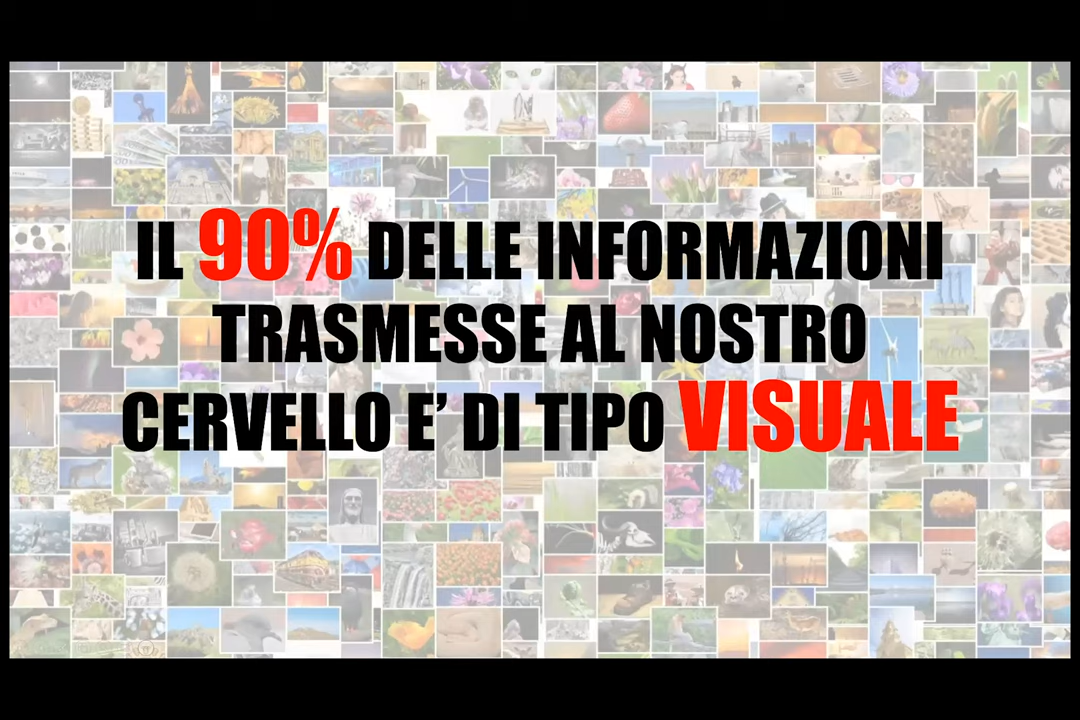 IL 90% DELLE INFORMAZIONI
TRASMESSE AL NOSTRO
CERVELLO E’ DI TIPO VISUALE